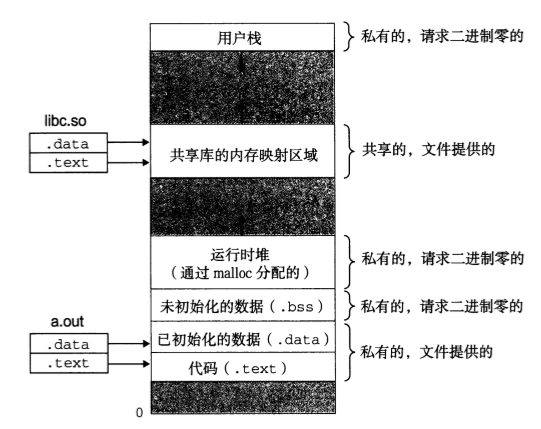 用户栈
私有的，请求二进制零的
libc.so
.data
.text
共享库的内存映射区域
共享的，文件提供的
运行时堆
（通过 malloc 分配的）
私有的，请求二进制零的
未初始化的数据（.bss）
私有的，请求二进制零的
a.out
.data
.text
已初始化的数据（.data）
代码（.text）
私有的，文件提供的
0